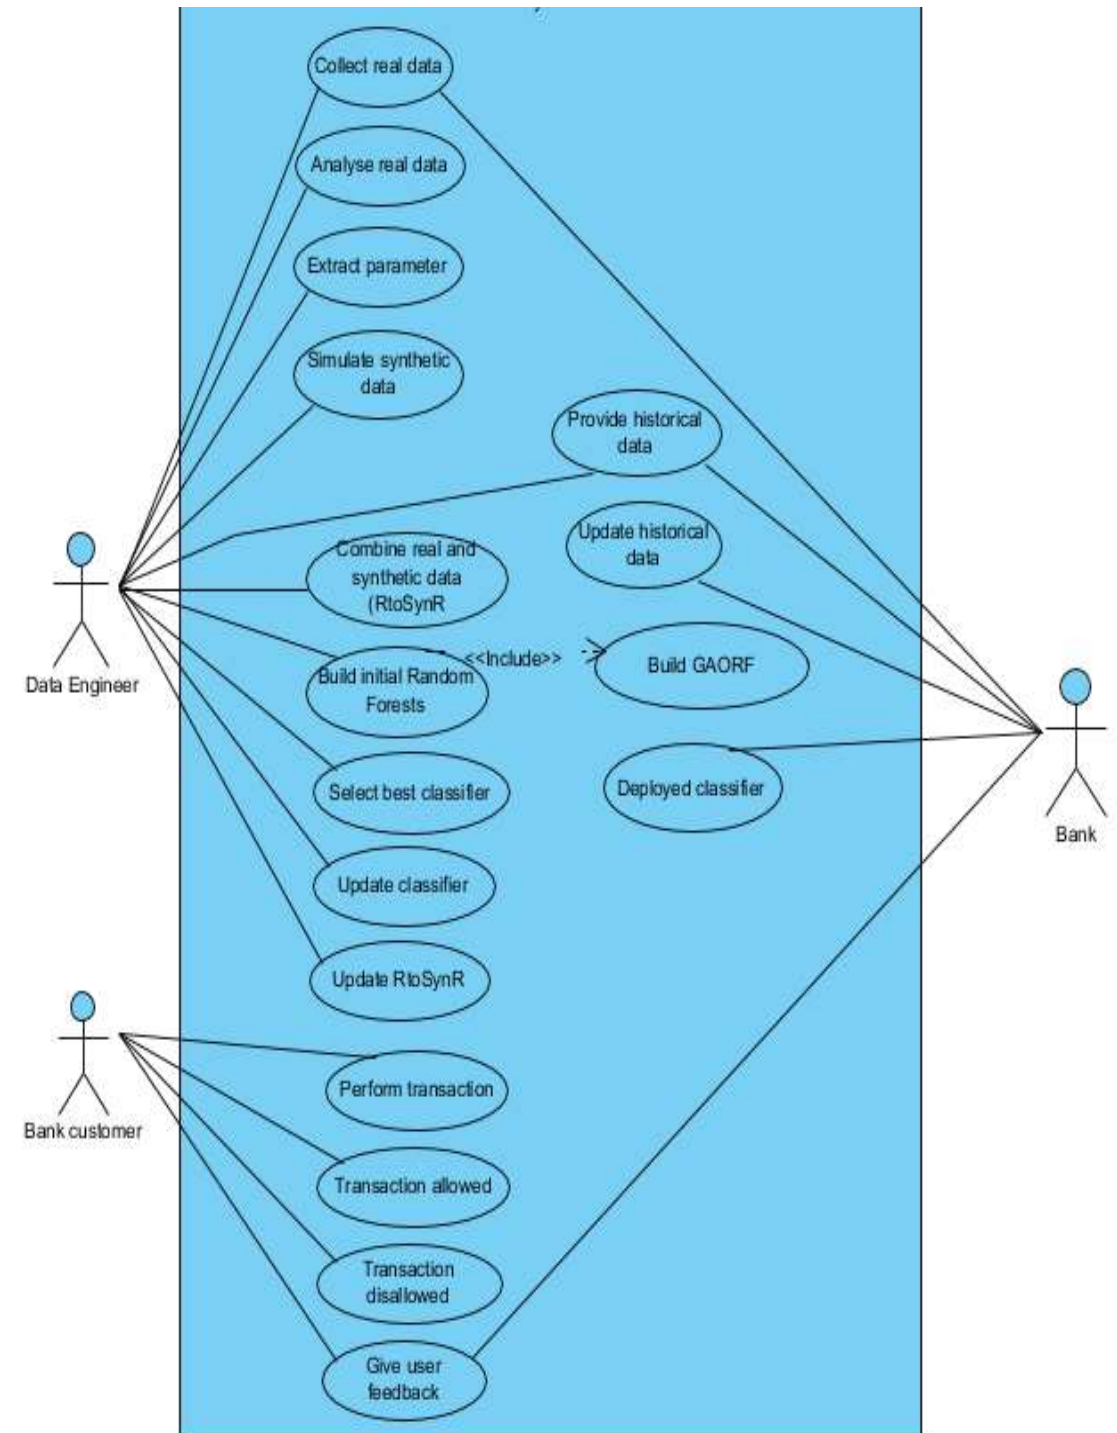 Collect real data
Analyse real data
Extract parameter
Simulate synthetic
data
Provide historical
data
Update historical
data
Combine real and
synthetic data
(RtoSynR
<<Include>>
Build GAORF
Build initial Random
Forests
Data Engineer
Select best classifier
Deployed classifier
Bank
Update classifier
Update RtoSynR
Perform transaction
Bank customer
Transaction allowed
Transaction
disallowed
Give user
feedback